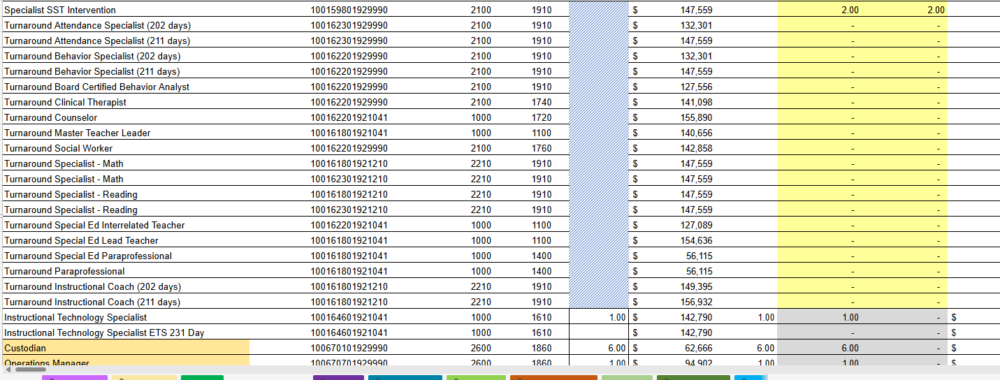 Specialist SST Intervention 100159801929990 2100 1910 $ 147,559 2.00 2.00
Turnaround Attendance Specialist (202 days) 100162301929990 2100 1910 $ 132,301 - -
Turnaround Attendance Specialist (211 days) 100162301929990 2100 1910 $ 147,559 - -
Turnaround Behavior Specialist (202 days) 100162201929990 2100 1910 $ 132,301 - -
Turnaround Behavior Specialist (211 days) 100162201929990 2100 1910 $ 147,559 - -
Turnaround Board Certified Behavior Analyst 100162201929990 2100 1910 $ 127,556 - -
Turnaround Clinical Therapist 100162201929990 2100 1740 $ 141,098 - -
Turnaround Counselor 100162201921041 1000 1720 $ 155,890 - -
Turnaround Master Teacher Leader 100161801921041 1000 1100 $ 140,656 - -
Turnaround Social Worker 100162201929990 2100 1760 $ 142,858 - -
Turnaround Specialist - Math 100161801921210 2210 1910 $ 147,559 - -
Turnaround Specialist - Math 100162301921210 2210 1910 $ 147,559 - -
Turnaround Specialist - Reading 100161801921210 2210 1910 $ 147,559 - -
Turnaround Specialist - Reading 100162301921210 2210 1910 $ 147,559 - -
Turnaround Special Ed Interrelated Teacher 100162201921041 1000 1100 $ 127,089 - -
Turnaround Special Ed Lead Teacher 100161801921041 1000 1100 $ 154,636 - -
Turnaround Special Ed Paraprofessional 100161801921041 1000 1400 $ 56,115 - -
Turnaround Paraprofessional 100161801921041 1000 1400 $ 56,115 - -
Turnaround Instructional Coach (202 days) 100161801921210 2210 1910 $ 149,395 - -
Turnaround Instructional Coach (211 days) 100161801921210 2210 1910 $ 156,932 - -
Instructional Technology Specialist 100164601921041 1000 1610 1.00 $ 142,790 1.00 1.00 - $
Instructional Technology Specialist ETS 231 Day 100164601921041 1000 1610 $ 142,790 - - $
Custodian 100670101929990 2600 1860 6.00 $ 62,666 6.00 6.00 - $
Operations Manager 100670701929990 2600 1860 1.00 $ 94,902 1.00 1.00 - $